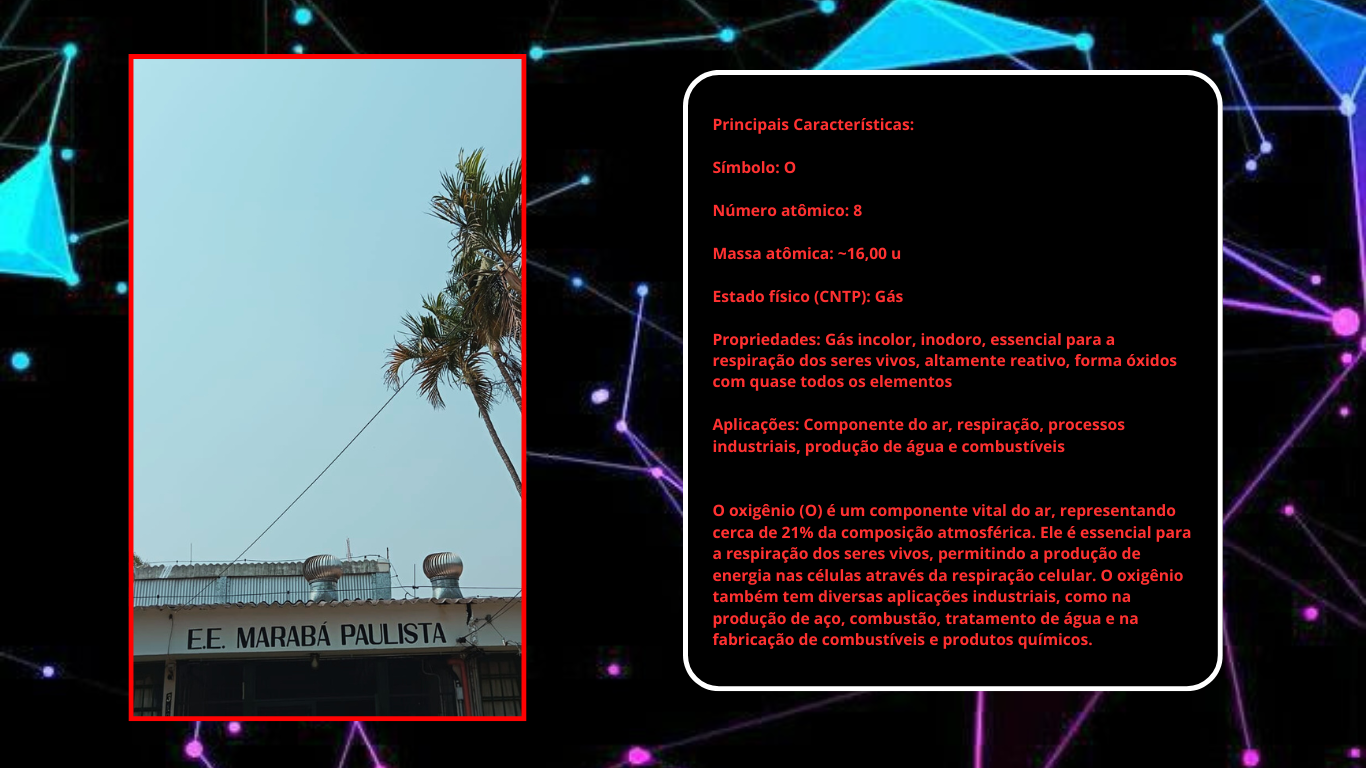 E.E. MARABÁ PAULISTA
Principais Características:
Símbolo: O
Número atômico: 8
Massa atômica: ~16,00 u
Estado físico (CNTP): Gás
Propriedades: Gás incolor, inodoro, essencial para a
respiração dos seres vivos, altamente reativo, forma óxidos
com quase todos os elementos
Aplicações: Componente do ar, respiração, processos
industriais, produção de água e combustíveis
O oxigênio (O) é um componente vital do ar, representando
cerca de 21% da composição atmosférica. Ele é essencial para
a respiração dos seres vivos, permitindo a produção de
energia nas células através da respiração celular. O oxigênio
também tem diversas aplicações industriais, como na
produção de aço, combustão, tratamento de água e na
fabricação de combustíveis e produtos químicos.